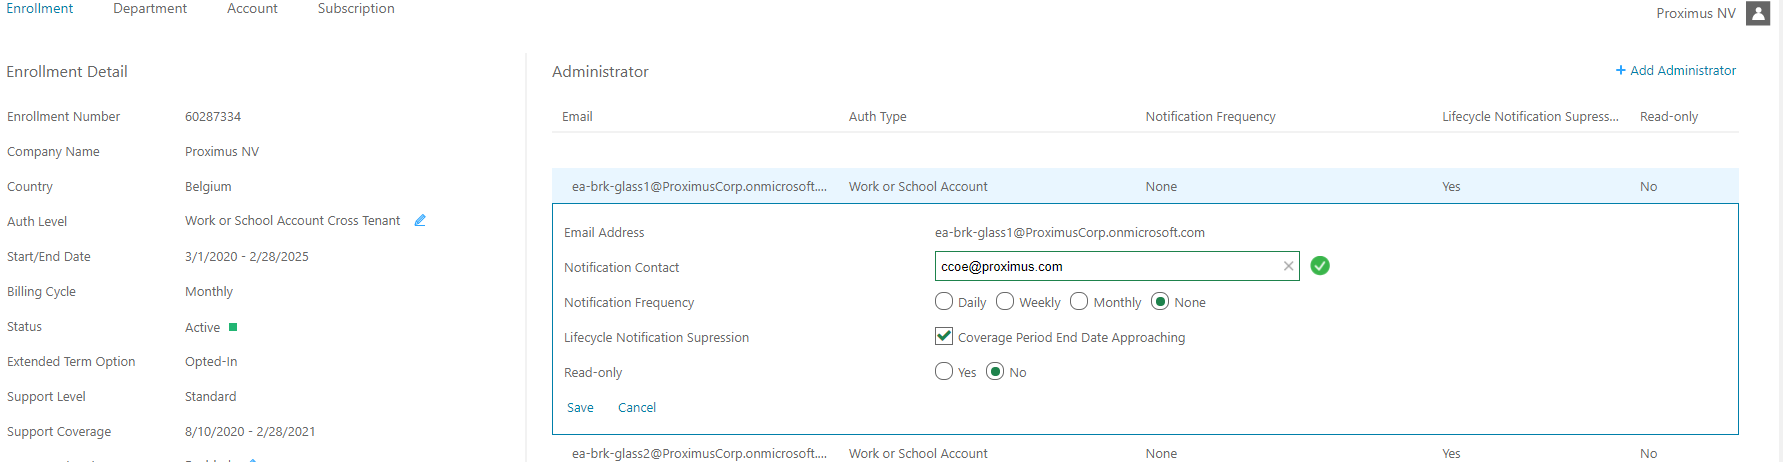 Enrollment Department Account Subscription
Proximus NV
Enrollment Detail
Enrollment Number 60287334
Company Name Proximus NV
Country Belgium
Auth Level Work or School Account Cross Tenant
Start/End Date 3/1/2020 - 2/28/2025
Billing Cycle Monthly
Status Active
Extended Term Option Opted-In
Support Level Standard
Support Coverage 8/10/2020 - 2/28/2021
Administrator + Add Administrator
Email Auth Type Notification Frequency Lifecycle Notification Supress... Read-only
ea-brk-glass1@ProximusCorp.onmicrosoft.... Work or School Account None Yes No
Email Address ea-brk-glass1@ProximusCorp.onmicrosoft.com
Notification Contact ccoe@proximus.com
Notification Frequency Daily Weekly Monthly None
Lifecycle Notification Supression Coverage Period End Date Approaching
Read-only Yes No
Save Cancel
ea-brk-glass2@ProximusCorp.onmicrosoft.... Work or School Account None Yes No